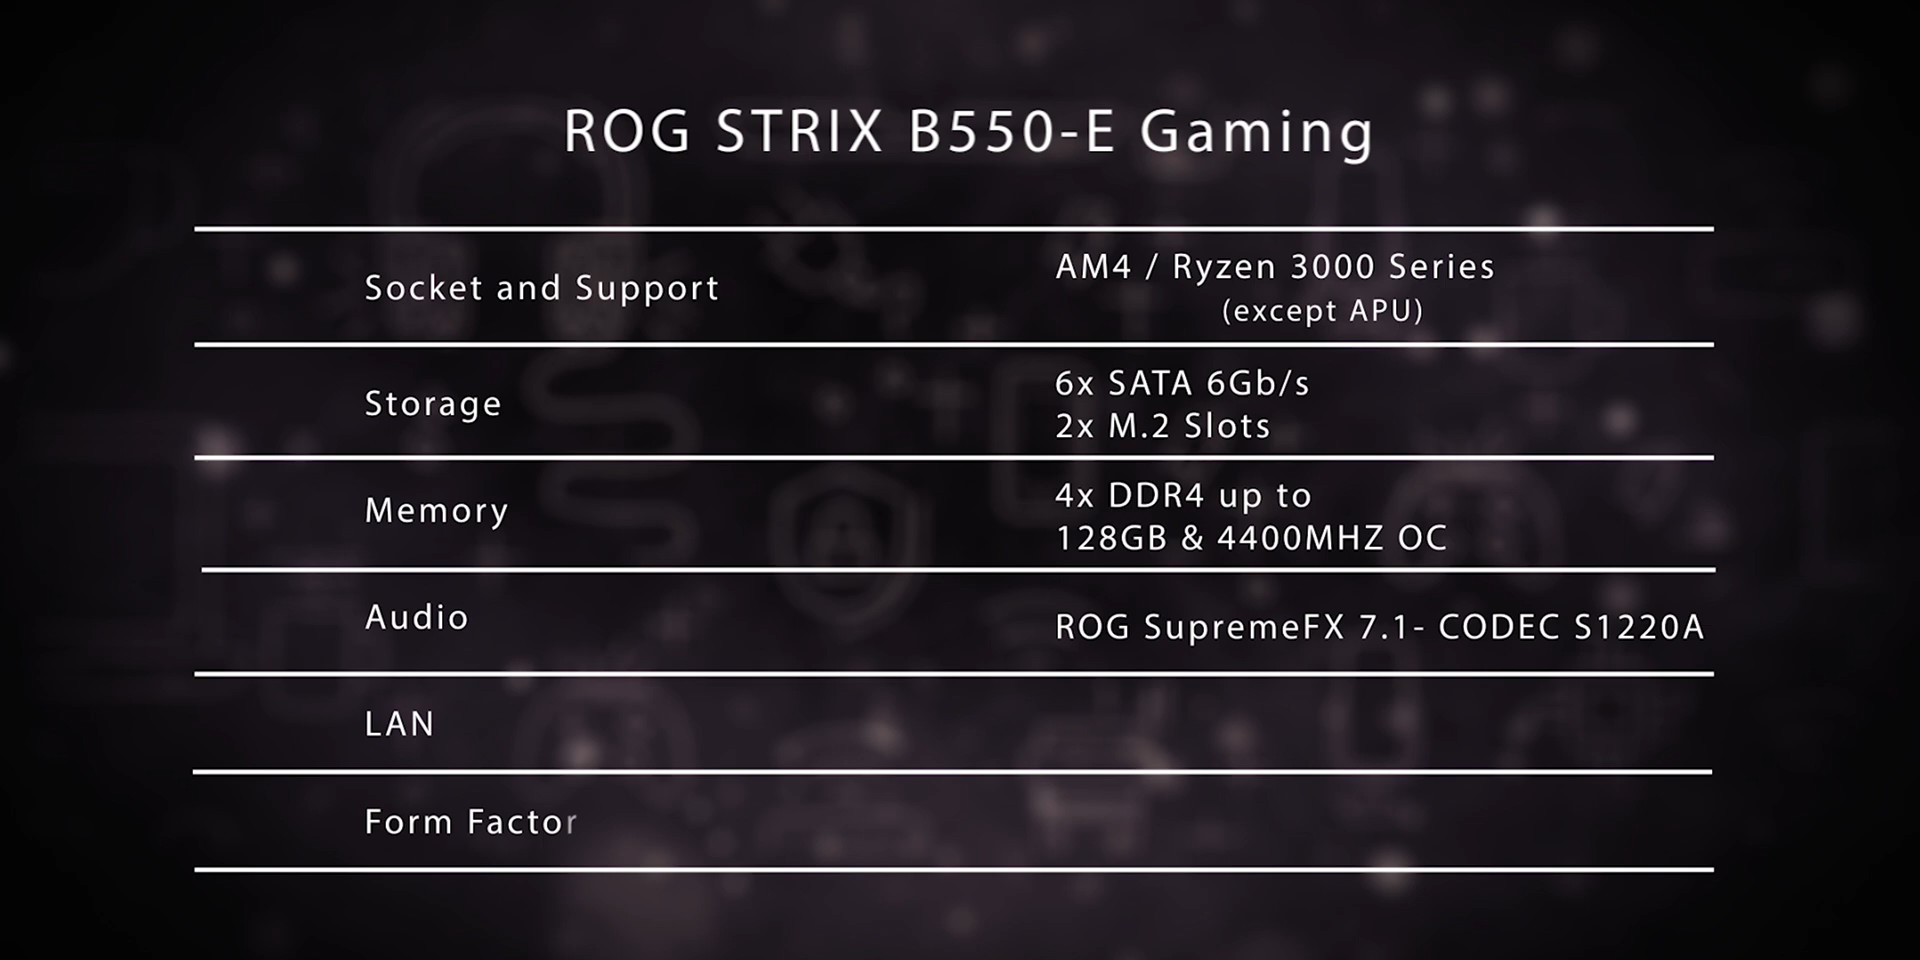 ROG STRIX B550-E Gaming
Socket and Support
AM4 / Ryzen 3000 Series
(except APU)
Storage
6x SATA 6Gb/s
2x M.2 Slots
Memory
4x DDR4 up to
128GB & 4400MHZ OC
Audio
ROG SupremeFX 7.1- CODEC S1220A
LAN
Form Factor